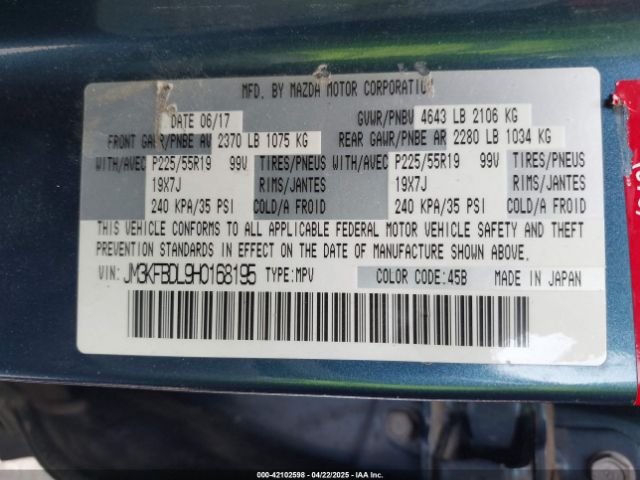 MFD. BY MAZDA MOTOR CORPORATION
DATE 06/17 GVWR/PNBV 4643 LB 2106 KG
FRONT GAWR/PNBE AV 2370 LB 1075 KG REAR GAWR/PNBE AR 2280 LB 1034 KG
WITH/AVEC P225/55R19 99V TIRES/PNEUS WITH/AVEC P225/55R19 99V TIRES/PNEUS
19X7J RIMS/JANTES 19X7J RIMS/JANTES
240 KPA/35 PSI COLD/A FROID 240 KPA/35 PSI COLD/A FROID
THIS VEHICLE CONFORMS TO ALL APPLICABLE FEDERAL MOTOR VEHICLE SAFETY AND THEFT
PREVENTION STANDARDS IN EFFECT ON THE DATE OF MANUFACTURE SHOWN ABOVE.
VIN: JM3KFBDL9H0168195 TYPE: MPV COLOR CODE: 45B MADE IN JAPAN
000-42102598 - 04/22/2025 - IAA Inc.